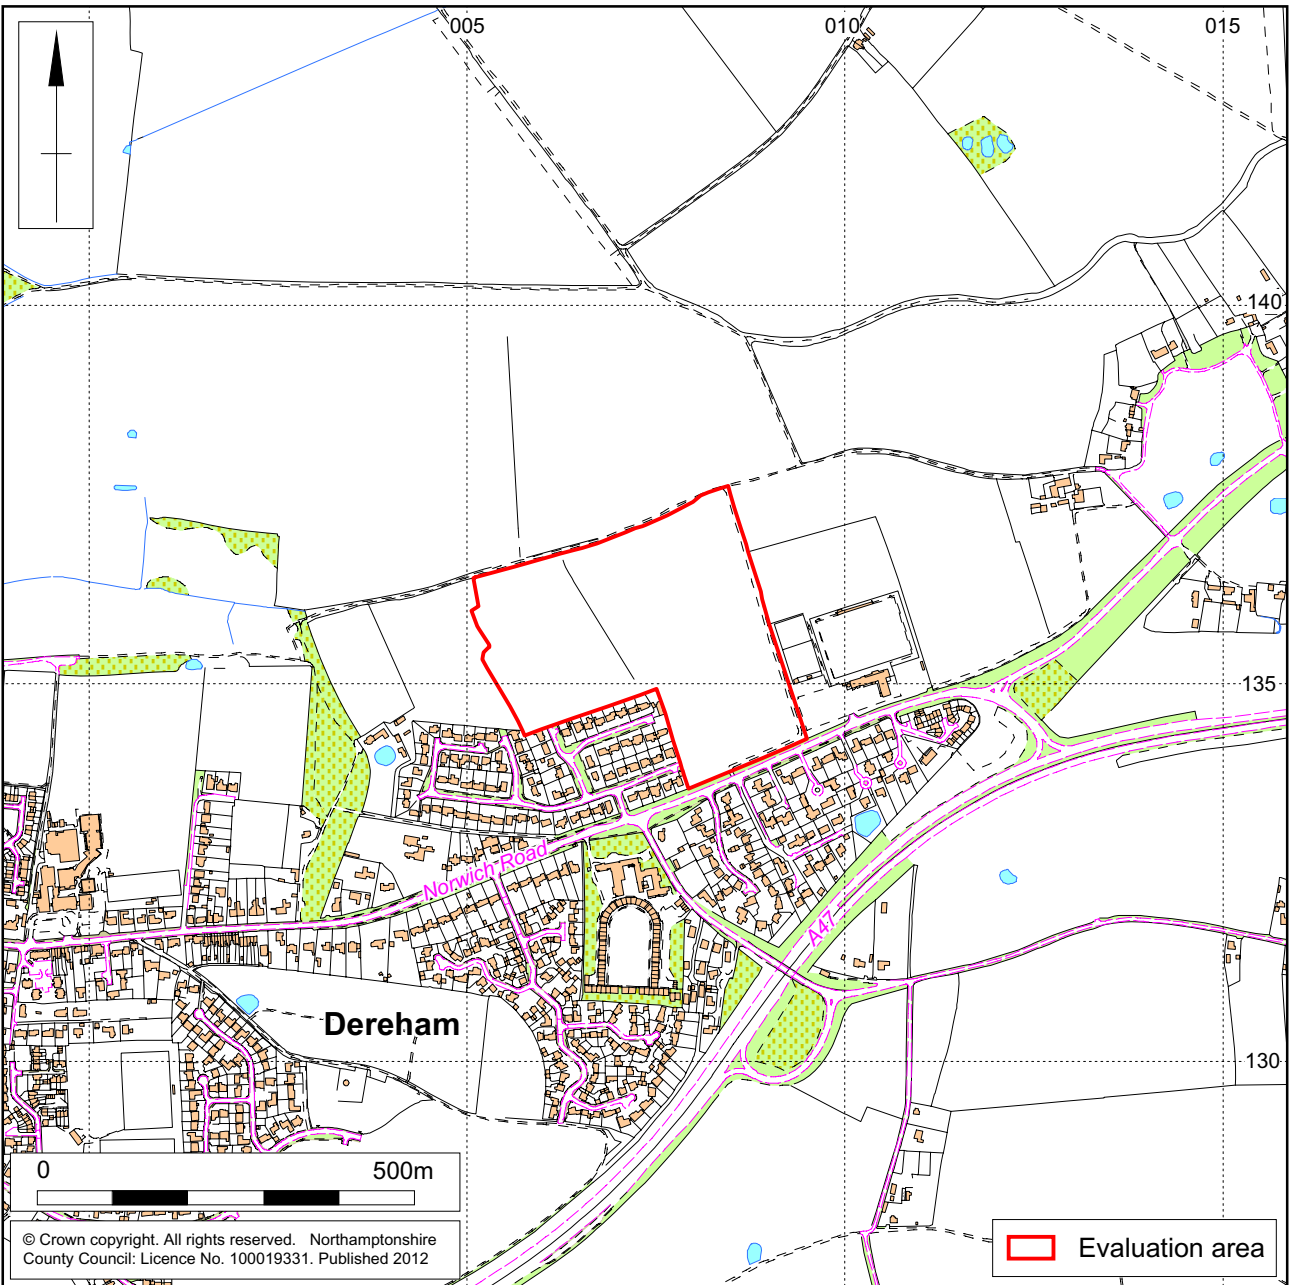 005
010
015
140
135
Norwich Road
A47
Dereham
130
0
500m
© Crown copyright. All rights reserved. Northamptonshire
County Council: Licence No. 100019331. Published 2012
Evaluation area